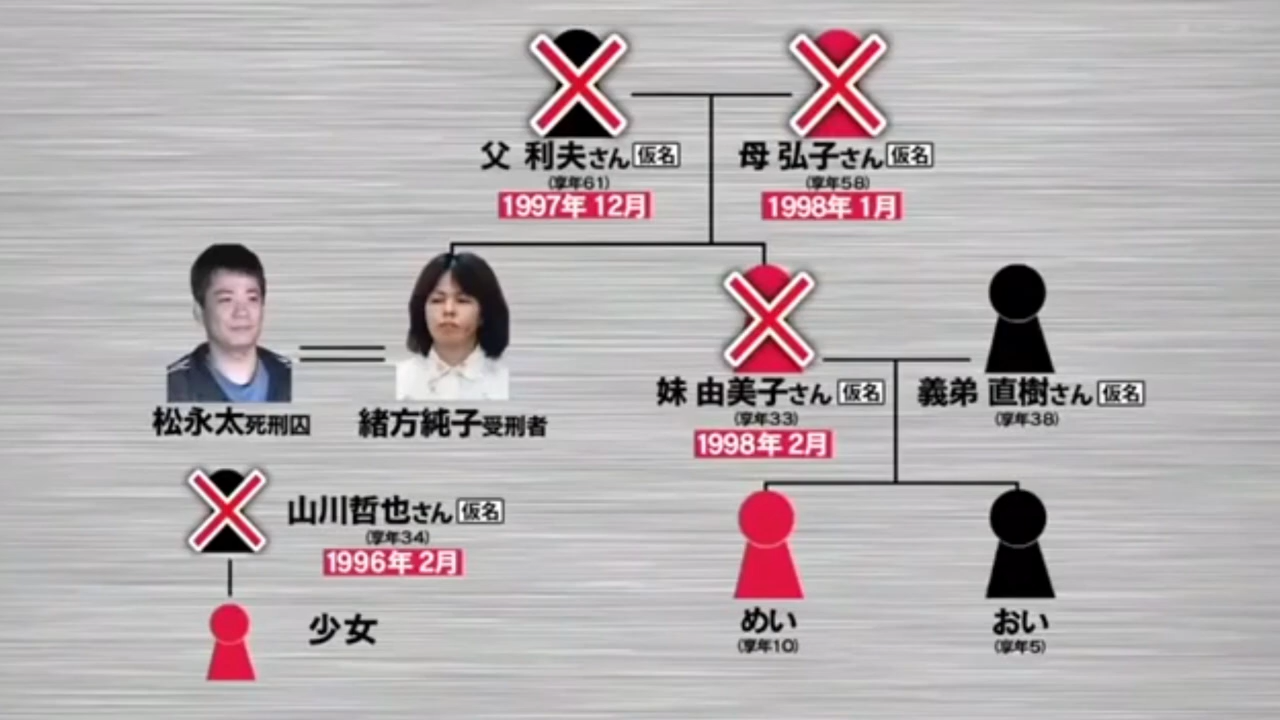 父 利夫さん 仮名
(享年61)
1997年 12月
母 弘子さん 仮名
(享年58)
1998年 1月
松永太死刑囚
緒方純子受刑者
妹 由美子さん 仮名
(享年33)
1998年 2月
義弟 直樹さん 仮名
(享年38)
山川哲也さん 仮名
(享年34)
1996年 2月
少女
めい
(享年10)
おい
(享年5)